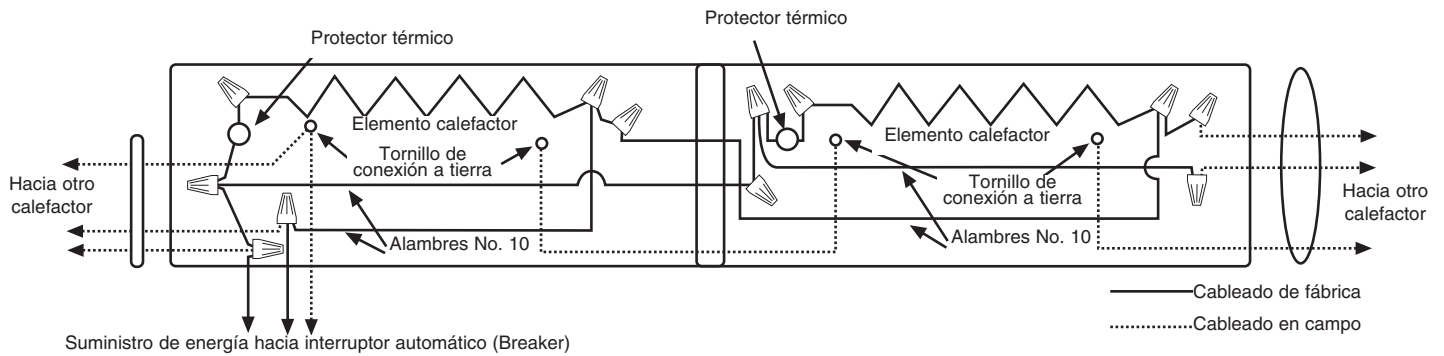 Protector térmico
Protector térmico
Elemento calefactor
Elemento calefactor
Tornillo de
conexión a tierra
Tornillo de
conexión a tierra
Hacia otro
calefactor
Hacia otro
calefactor
Alambres No. 10
Alambres No. 10
Cableado de fábrica
Cableado en campo
Suministro de energía hacia interruptor automático (Breaker)